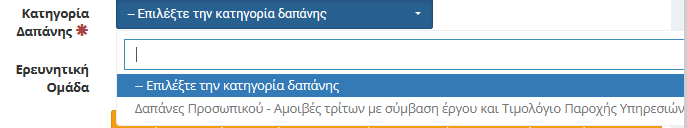 Κατηγορία
Δαπάνης ✱
-- Επιλέξτε την κατηγορία δαπάνης
-- Επιλέξτε την κατηγορία δαπάνης
Δαπάνες Προσωπικού - Αμοιβές τρίτων με σύμβαση έργου και Τιμολόγιο Παροχής Υπηρεσιών
Ερευνητική
Ομάδα